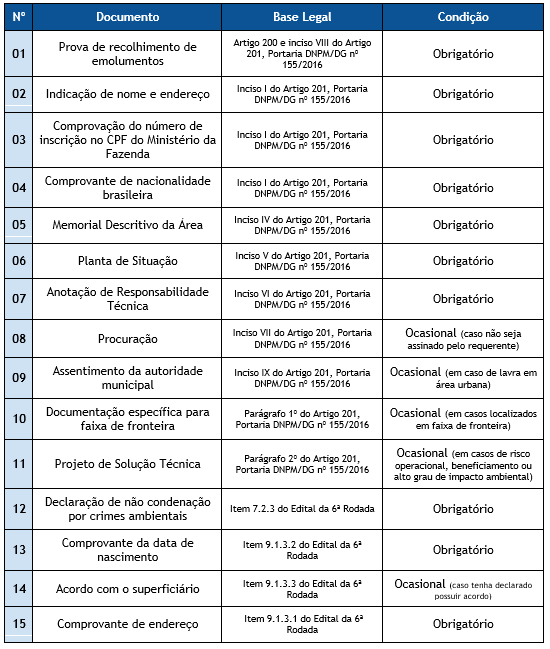 Nº Documento Base Legal Condição
01 Prova de recolhimento de emolumentos Artigo 200 e inciso VIII do Artigo 201, Portaria DNPM/DG nº 155/2016 Obrigatório
02 Indicação de nome e endereço Inciso I do Artigo 201, Portaria DNPM/DG nº 155/2016 Obrigatório
03 Comprovação do número de inscrição no CPF do Ministério da Fazenda Inciso I do Artigo 201, Portaria DNPM/DG nº 155/2016 Obrigatório
04 Comprovante de nacionalidade brasileira Inciso I do Artigo 201, Portaria DNPM/DG nº 155/2016 Obrigatório
05 Memorial Descritivo da Área Inciso IV do Artigo 201, Portaria DNPM/DG nº 155/2016 Obrigatório
06 Planta de Situação Inciso V do Artigo 201, Portaria DNPM/DG nº 155/2016 Obrigatório
07 Anotação de Responsabilidade Técnica Inciso VI do Artigo 201, Portaria DNPM/DG nº 155/2016 Obrigatório
08 Procuração Inciso VII do Artigo 201, Portaria DNPM/DG nº 155/2016 Ocasional (caso não seja assinado pelo requerente)
09 Assentimento da autoridade municipal Inciso IX do Artigo 201, Portaria DNPM/DG nº 155/2016 Ocasional (em caso de lavra em área urbana)
10 Documentação específica para faixa de fronteira Parágrafo 1º do Artigo 201, Portaria DNPM/DG nº 155/2016 Ocasional (em casos localizados em faixa de fronteira)
11 Projeto de Solução Técnica Parágrafo 2º do Artigo 201, Portaria DNPM/DG nº 155/2016 Ocasional (em casos de risco operacional, beneficiamento ou alto grau de impacto ambiental)
12 Declaração de não condenação por crimes ambientais Item 7.2.3 do Edital da 6ª Rodada Obrigatório
13 Comprovante da data de nascimento Item 9.1.3.2 do Edital da 6ª Rodada Obrigatório
14 Acordo com o superficiário Item 9.1.3.3 do Edital da 6ª Rodada Ocasional (caso tenha declarado possuir acordo)
15 Comprovante de endereço Item 9.1.3.1 do Edital da 6ª Rodada Obrigatório